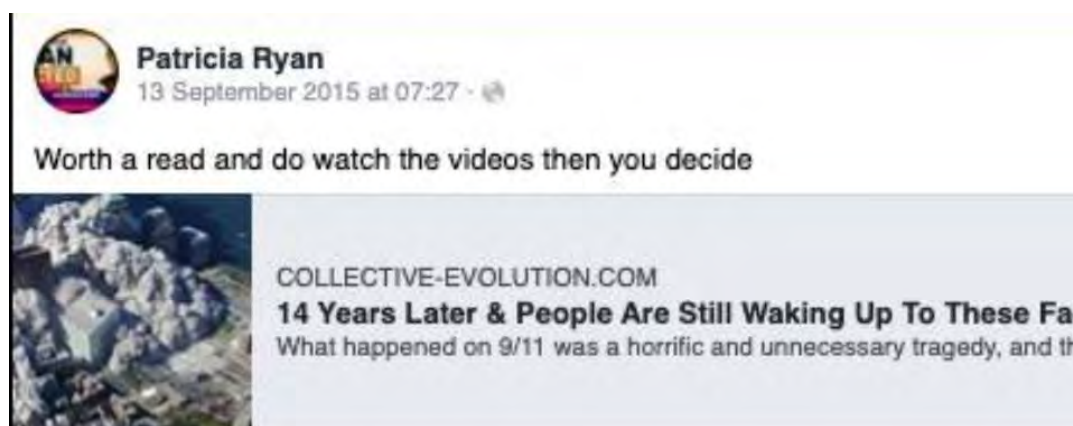 Patricia Ryan
13 September 2015 at 07:27 ·
Worth a read and do watch the videos then you decide
COLLECTIVE-EVOLUTION.COM
14 Years Later & People Are Still Waking Up To These Fa
What happened on 9/11 was a horrific and unnecessary tragedy, and th